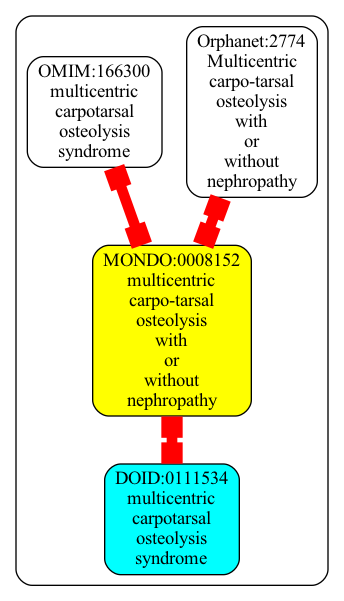 OMIM:166300
multicentric
carpotarsal
osteolysis
syndrome
Orphanet:2774
Multicentric
carpo-tarsal
osteolysis
with
or
without
nephropathy
MONDO:0008152
multicentric
carpo-tarsal
osteolysis
with
or
without
nephropathy
DOID:0111534
multicentric
carpotarsal
osteolysis
syndrome